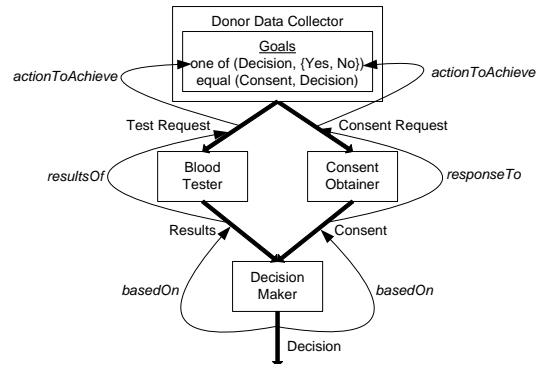 Donor Data Collector
Goals
one of (Decision, {Yes, No})
equal (Consent, Decision)
actionToAchieve
actionToAchieve
Test Request
Consent Request
Blood
Tester
Consent
Obtainer
resultsOf
responseTo
Results
Consent
Decision
Maker
basedOn
basedOn
Decision